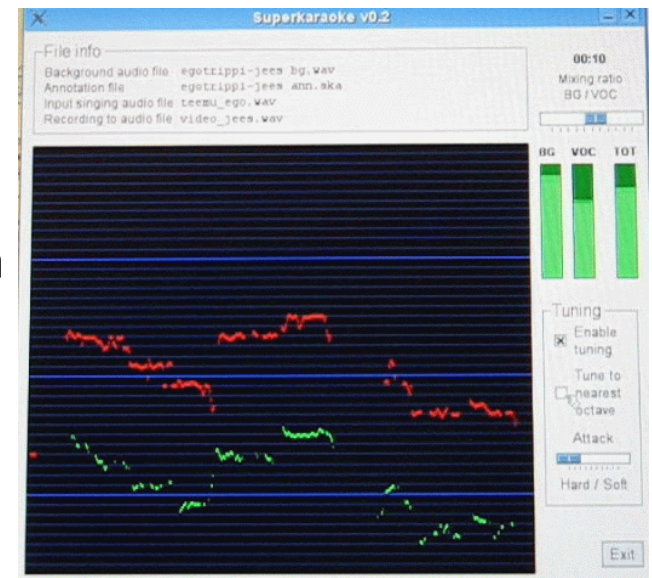 Superkaraoke v0.2
File info
Background audio file egotrippi-jees bg.wav
Annotation file egotrippi-jees ann.ska
Input singing audio file teemu_ego.wav
Recording to audio file video_jees.wav
00:10
Mixing ratio
BG / VOC
BG VOC TOT
Tuning
Enable
tuning
Tune to
nearest
octave
Attack
Hard / Soft
Exit